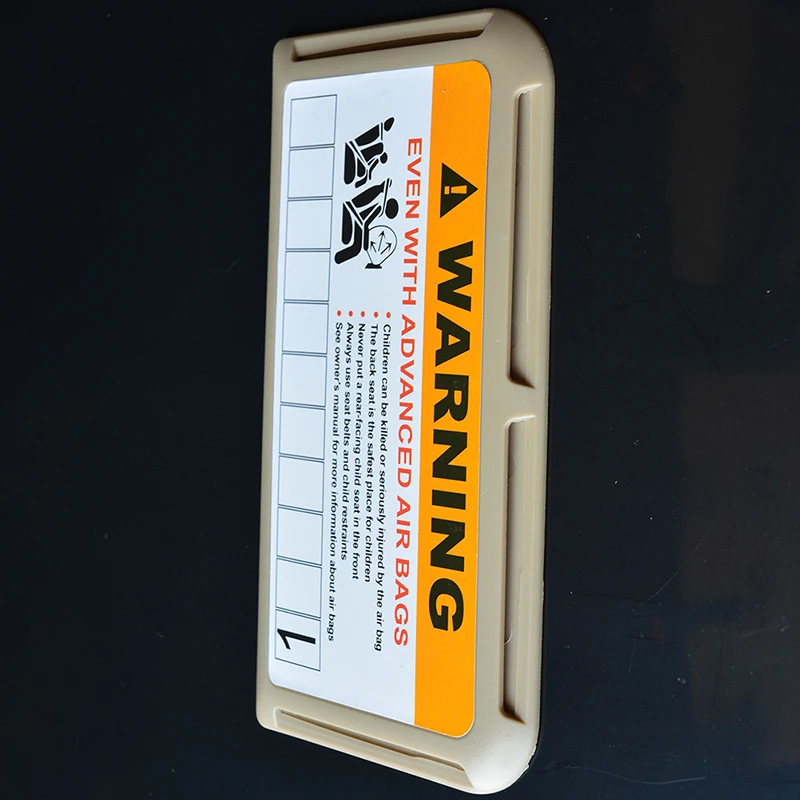 WARNING
EVEN WITH ADVANCED AIR BAGS
• Children can be killed or seriously injured by the air bag
• The back seat is the safest place for children
• Never put a rear-facing child seat in the front
• Always use seat belts and child restraints
• See owner's manual for more information about air bags
1